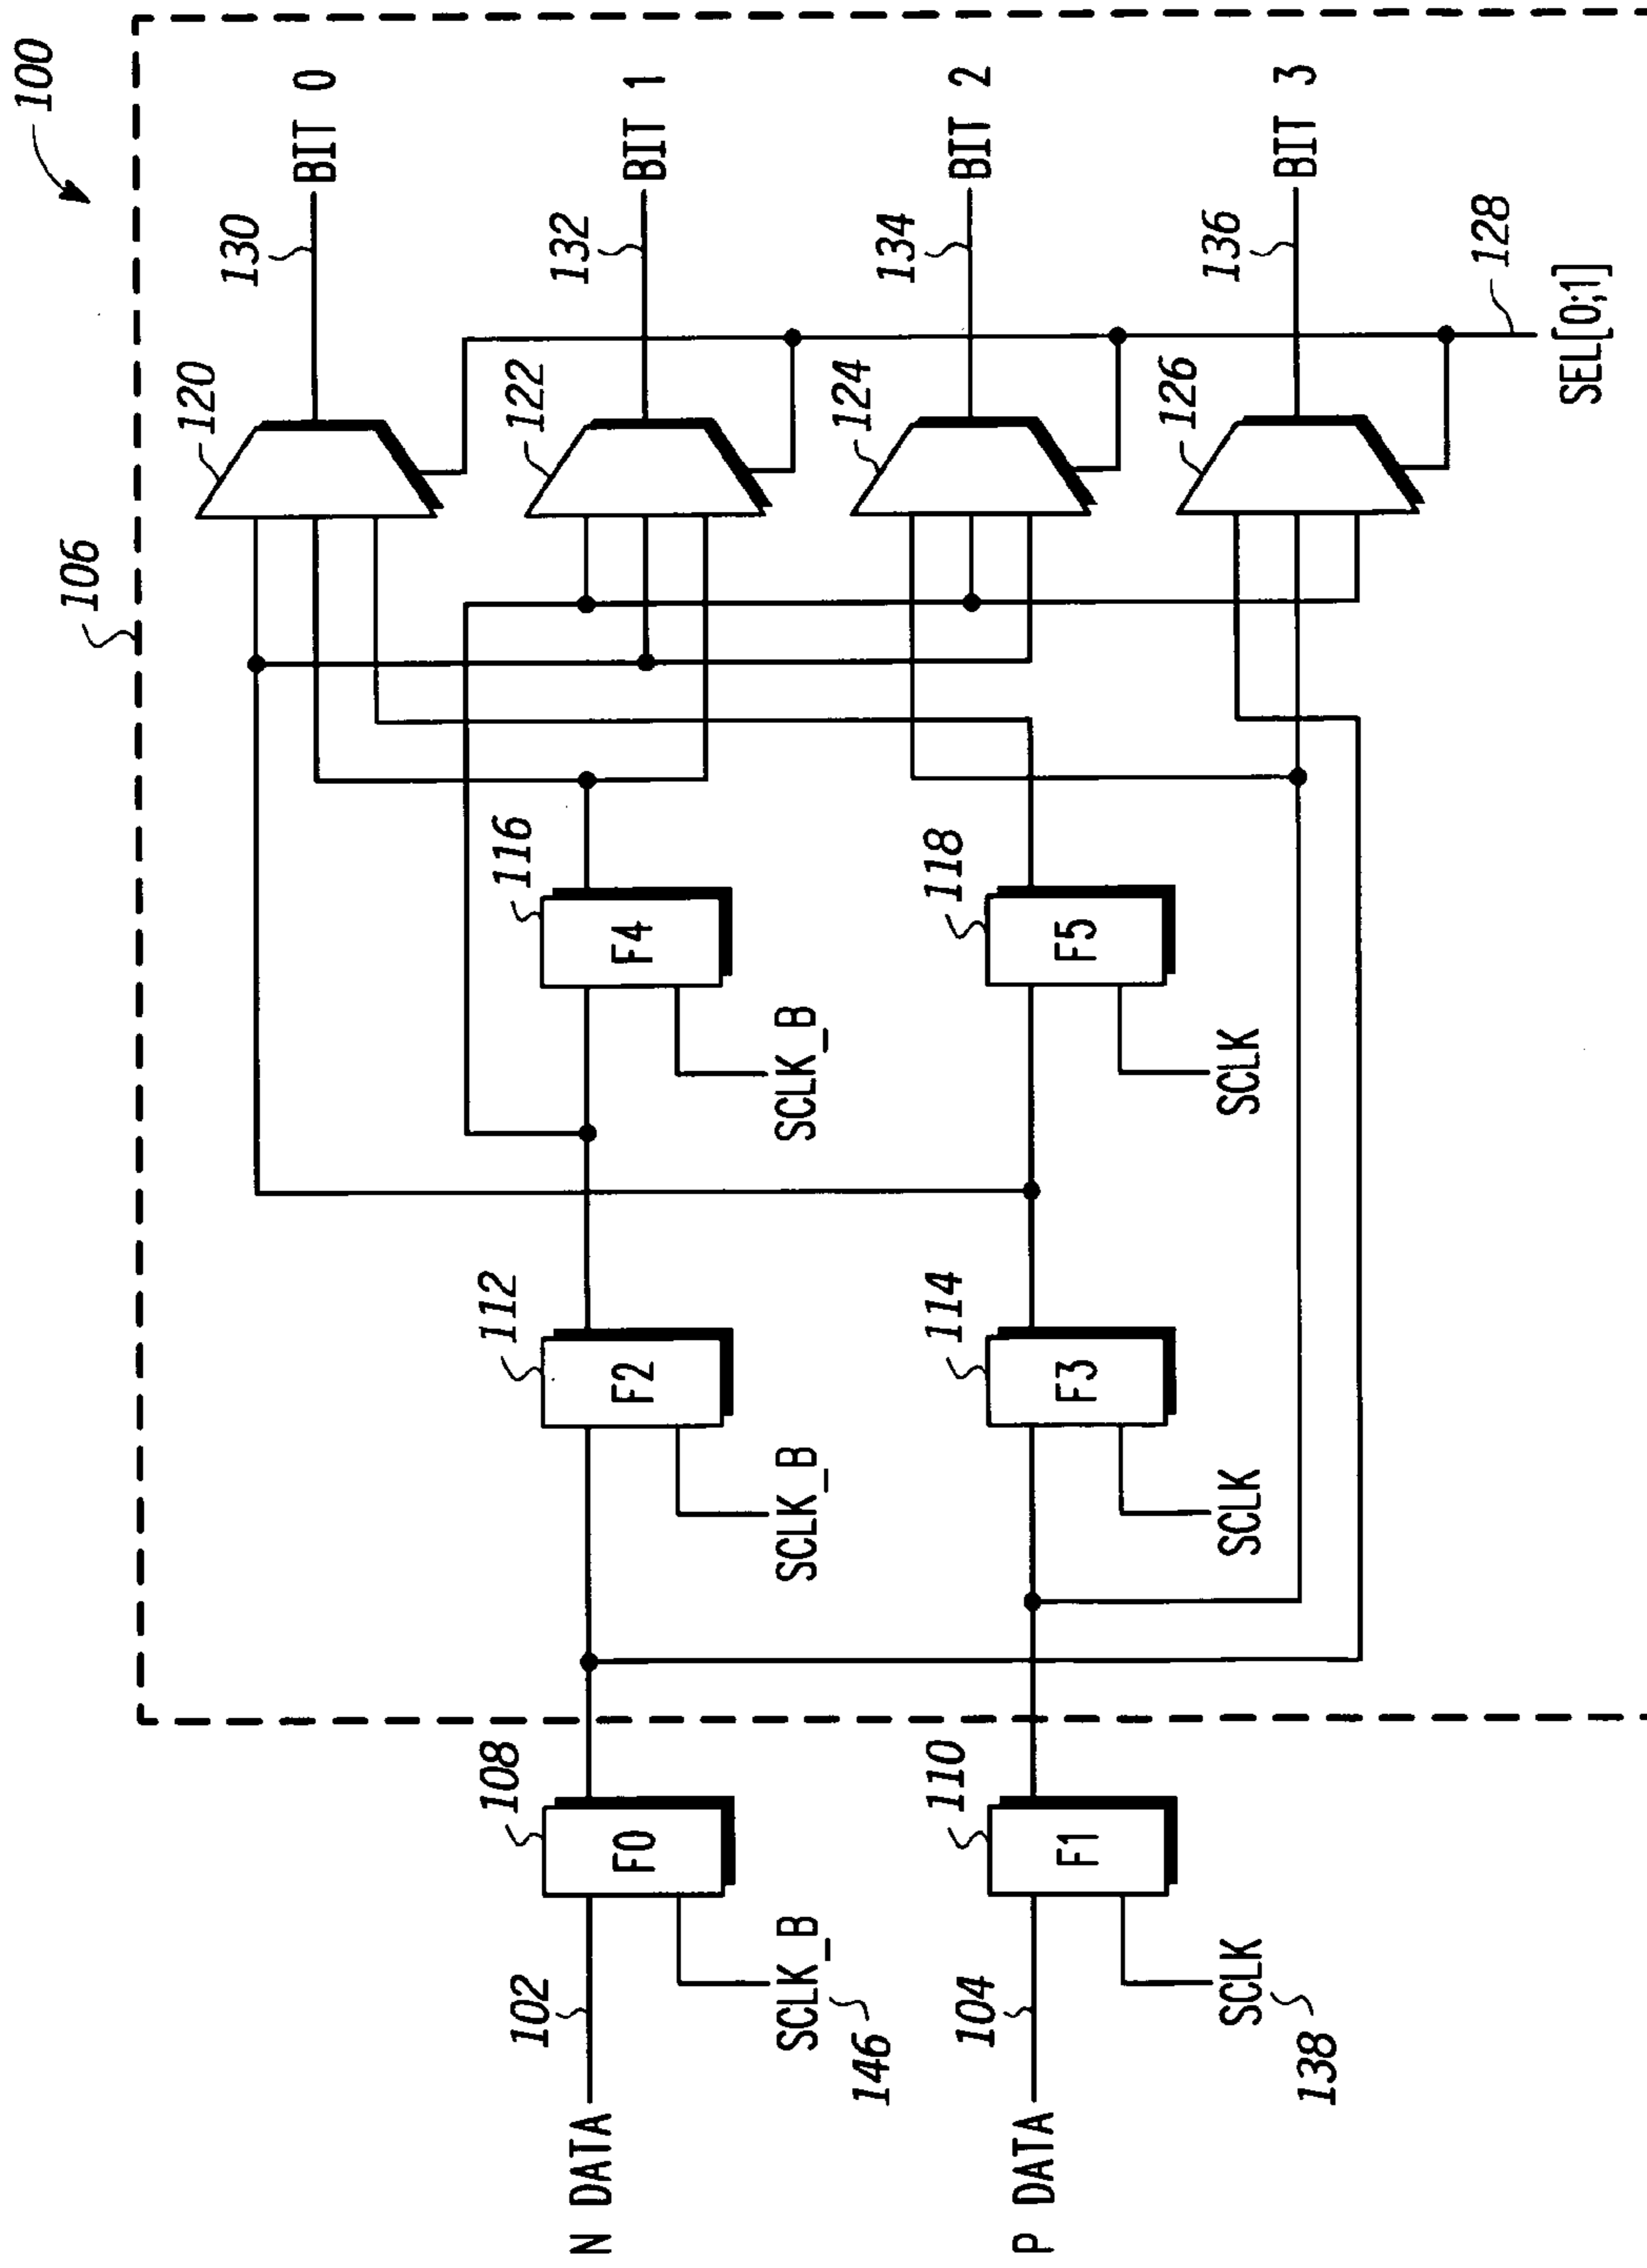 100
106
120
130
BIT 0
116
122
132
BIT 1
112
F4
SCLK_B
108
F2
SCLK_B
102
F0
N DATA
SCLK_B
146
118
124
134
BIT 2
114
F5
SCLK
110
F3
SCLK
104
F1
P DATA
SCLK
138
126
136
BIT 3
128
SEL[0;1]